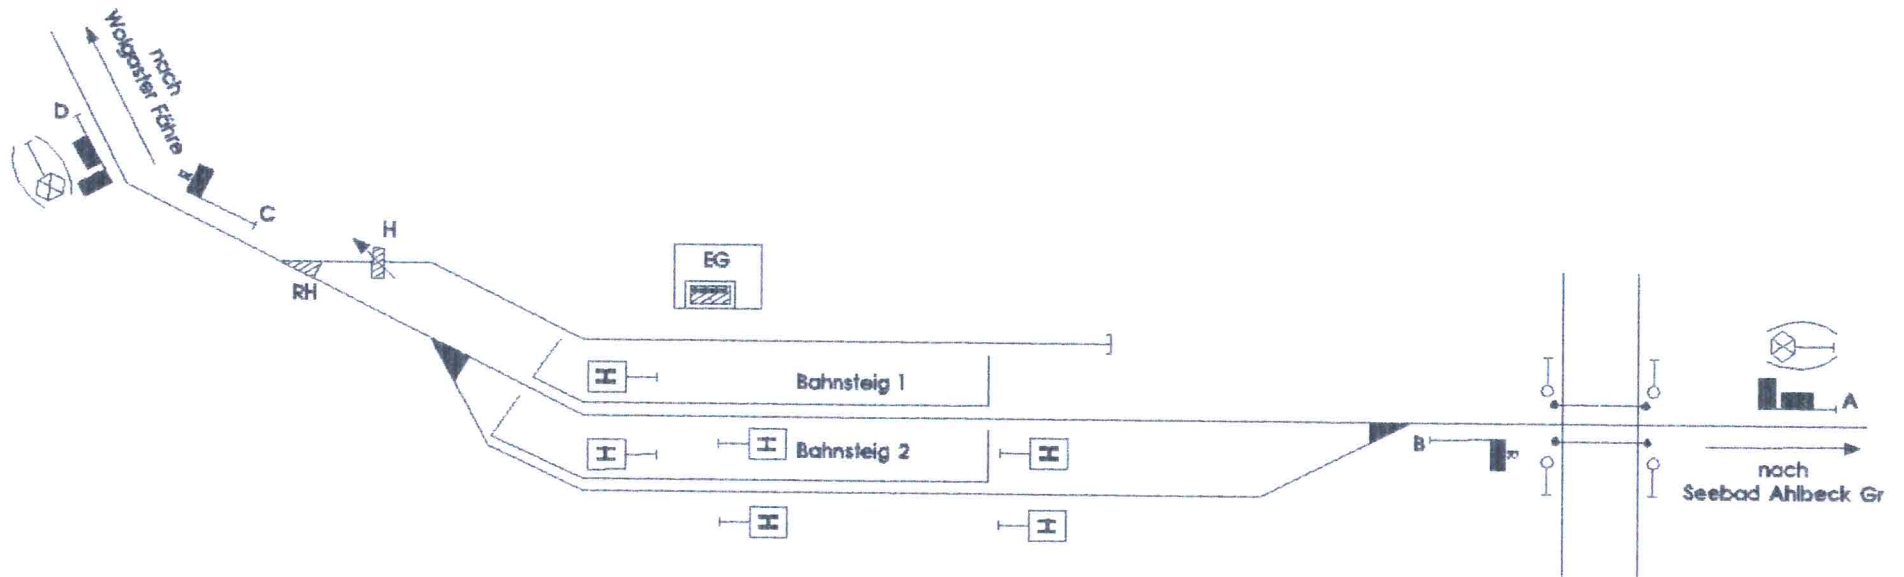 nach
Wolgaster Fähre
D
C
H
RH
EG
H
Bahnsteig 1
H
H
Bahnsteig 2
H
H
H
B
A
nach
Seebad Ahlbeck Gr